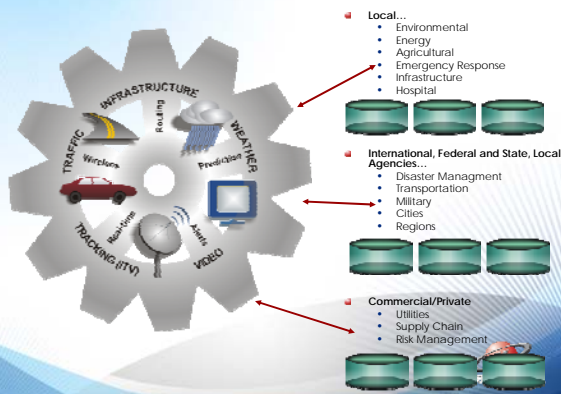 INFRASTRUCTURE
Routing
WEATHER
Prediction
TRAFFIC
Wireless
TRACKING (ITV)
Real-time
Alerts
VIDEO
Local…
Environmental
Energy
Agricultural
Emergency Response
Infrastructure
Hospital
International, Federal and State, Local
Agencies…
Disaster Managment
Transportation
Military
Cities
Regions
Commercial/Private
Utilities
Supply Chain
Risk Management